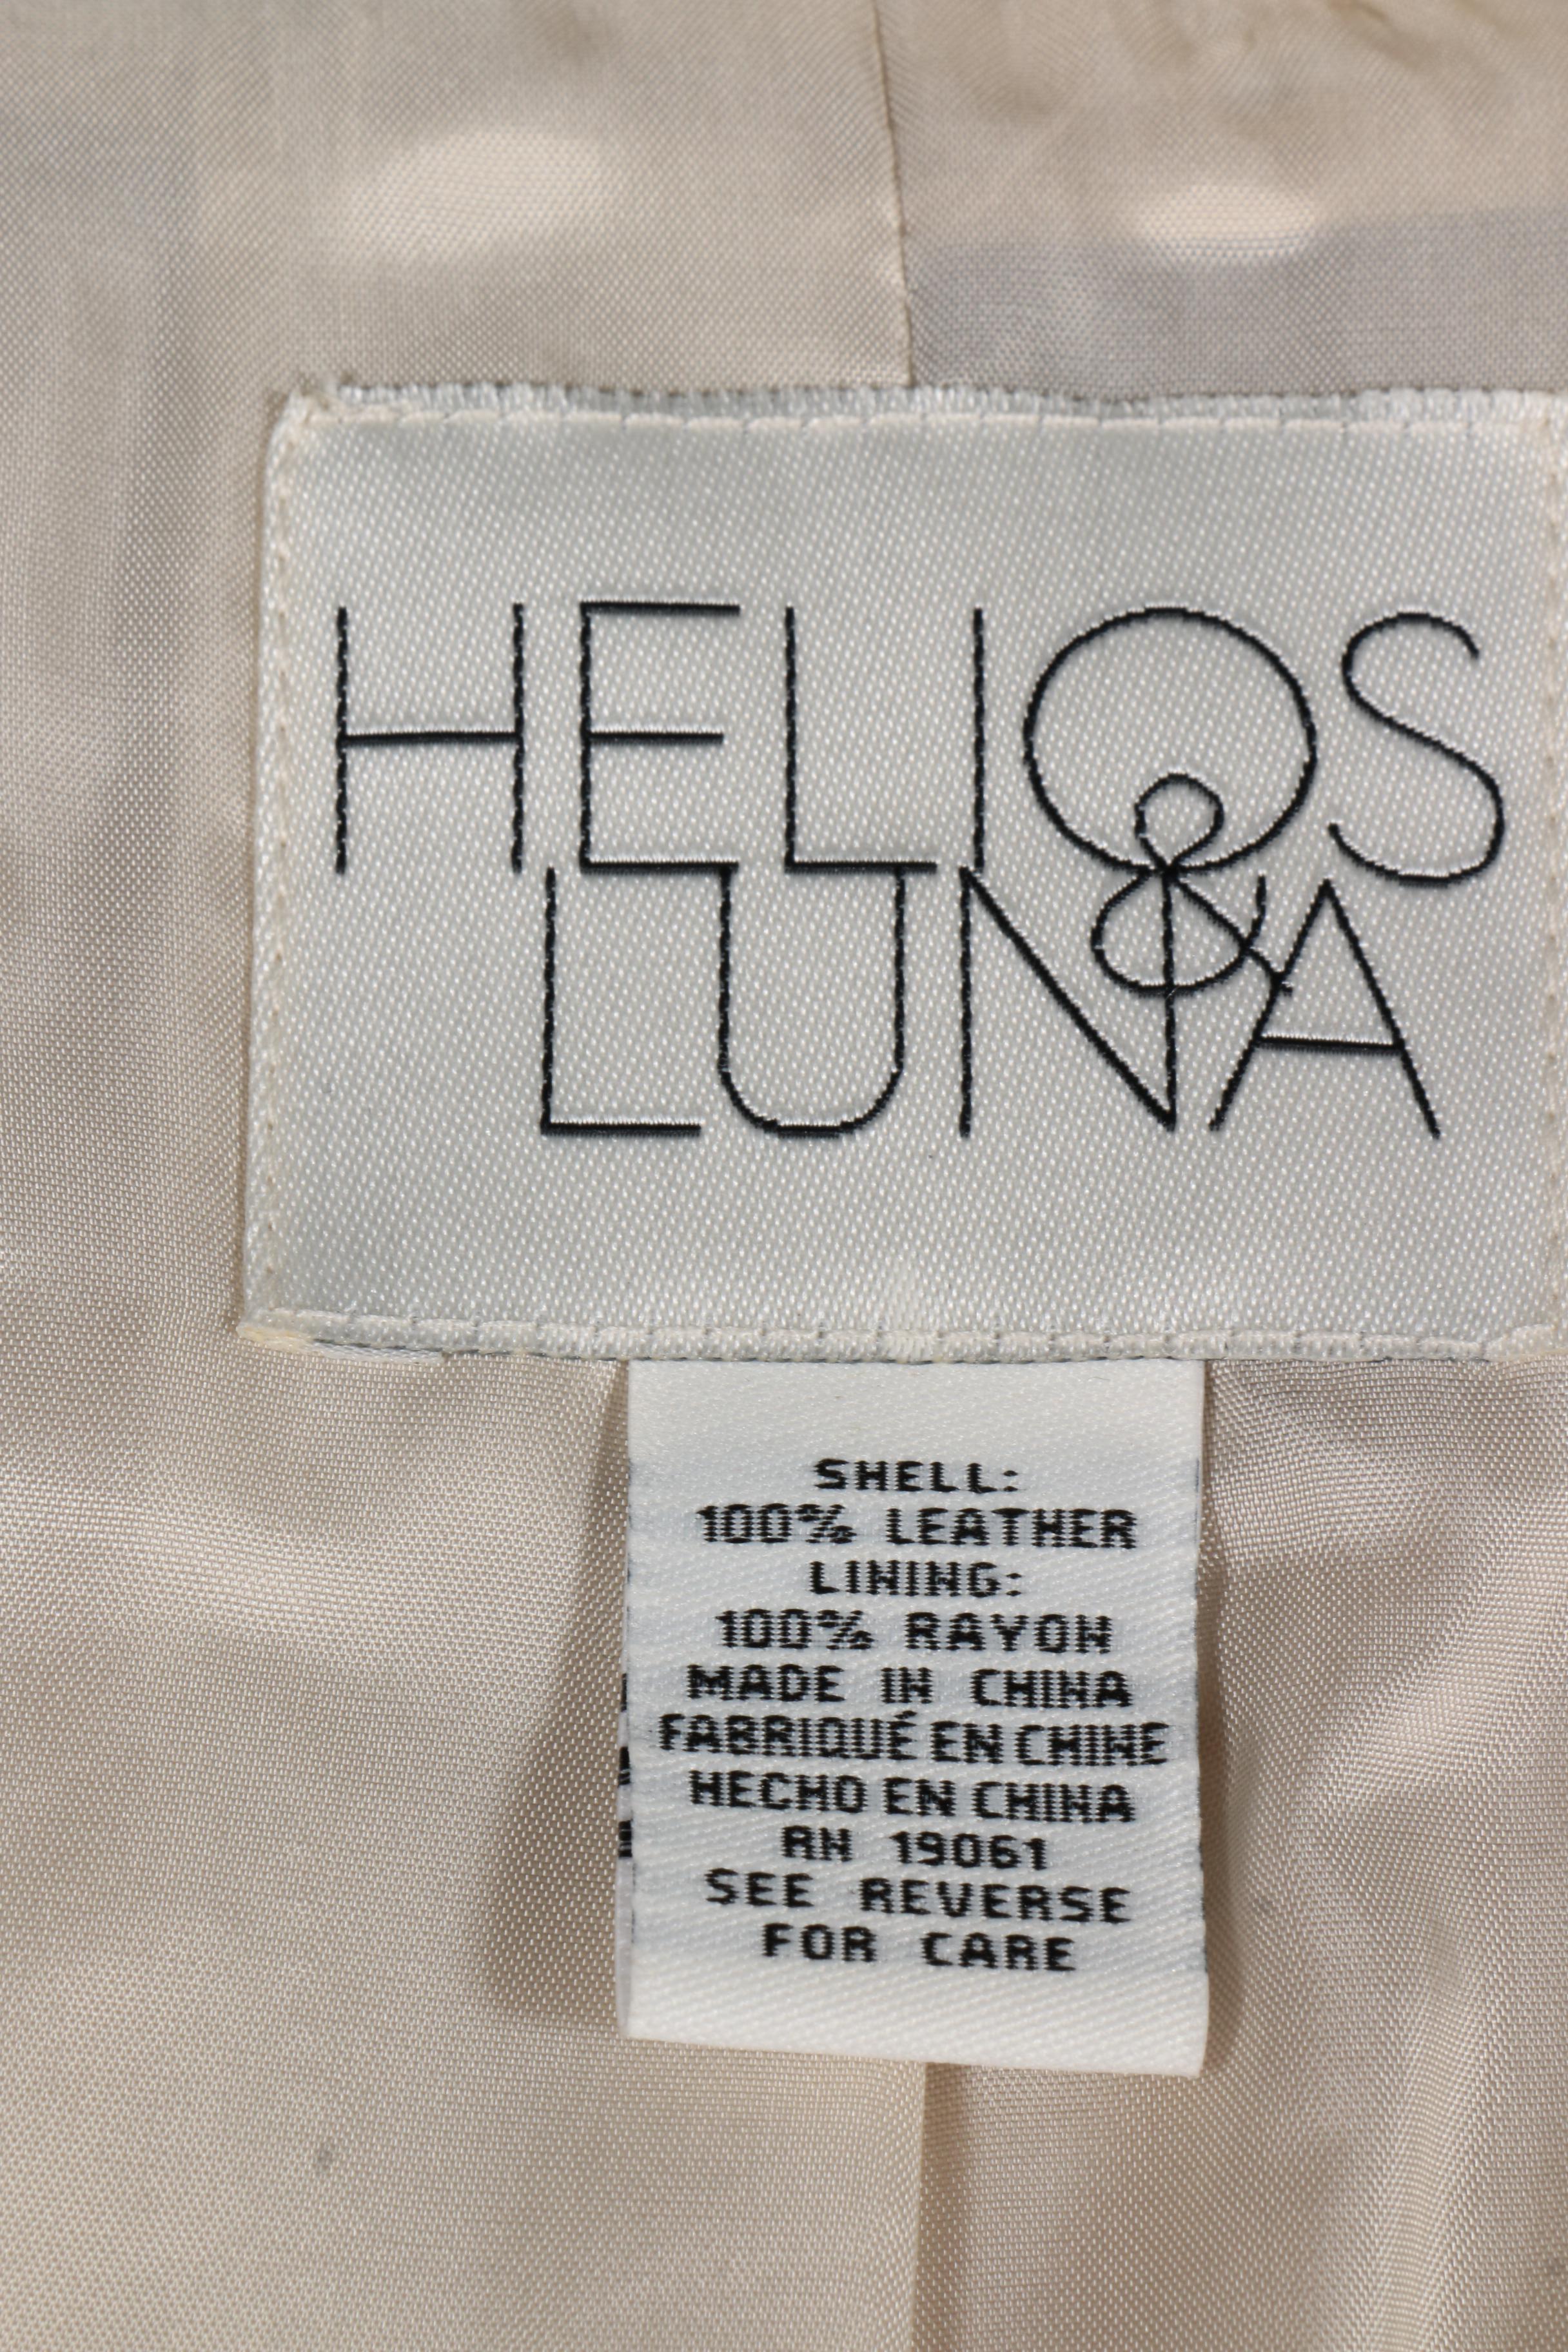 HELIOS
&
LUNA
SHELL:
100% LEATHER
LINING:
100% RAYON
MADE IN CHINA
FABRIQUÉ EN CHINE
HECHO EN CHINA
RN 19061
SEE REVERSE
FOR CARE